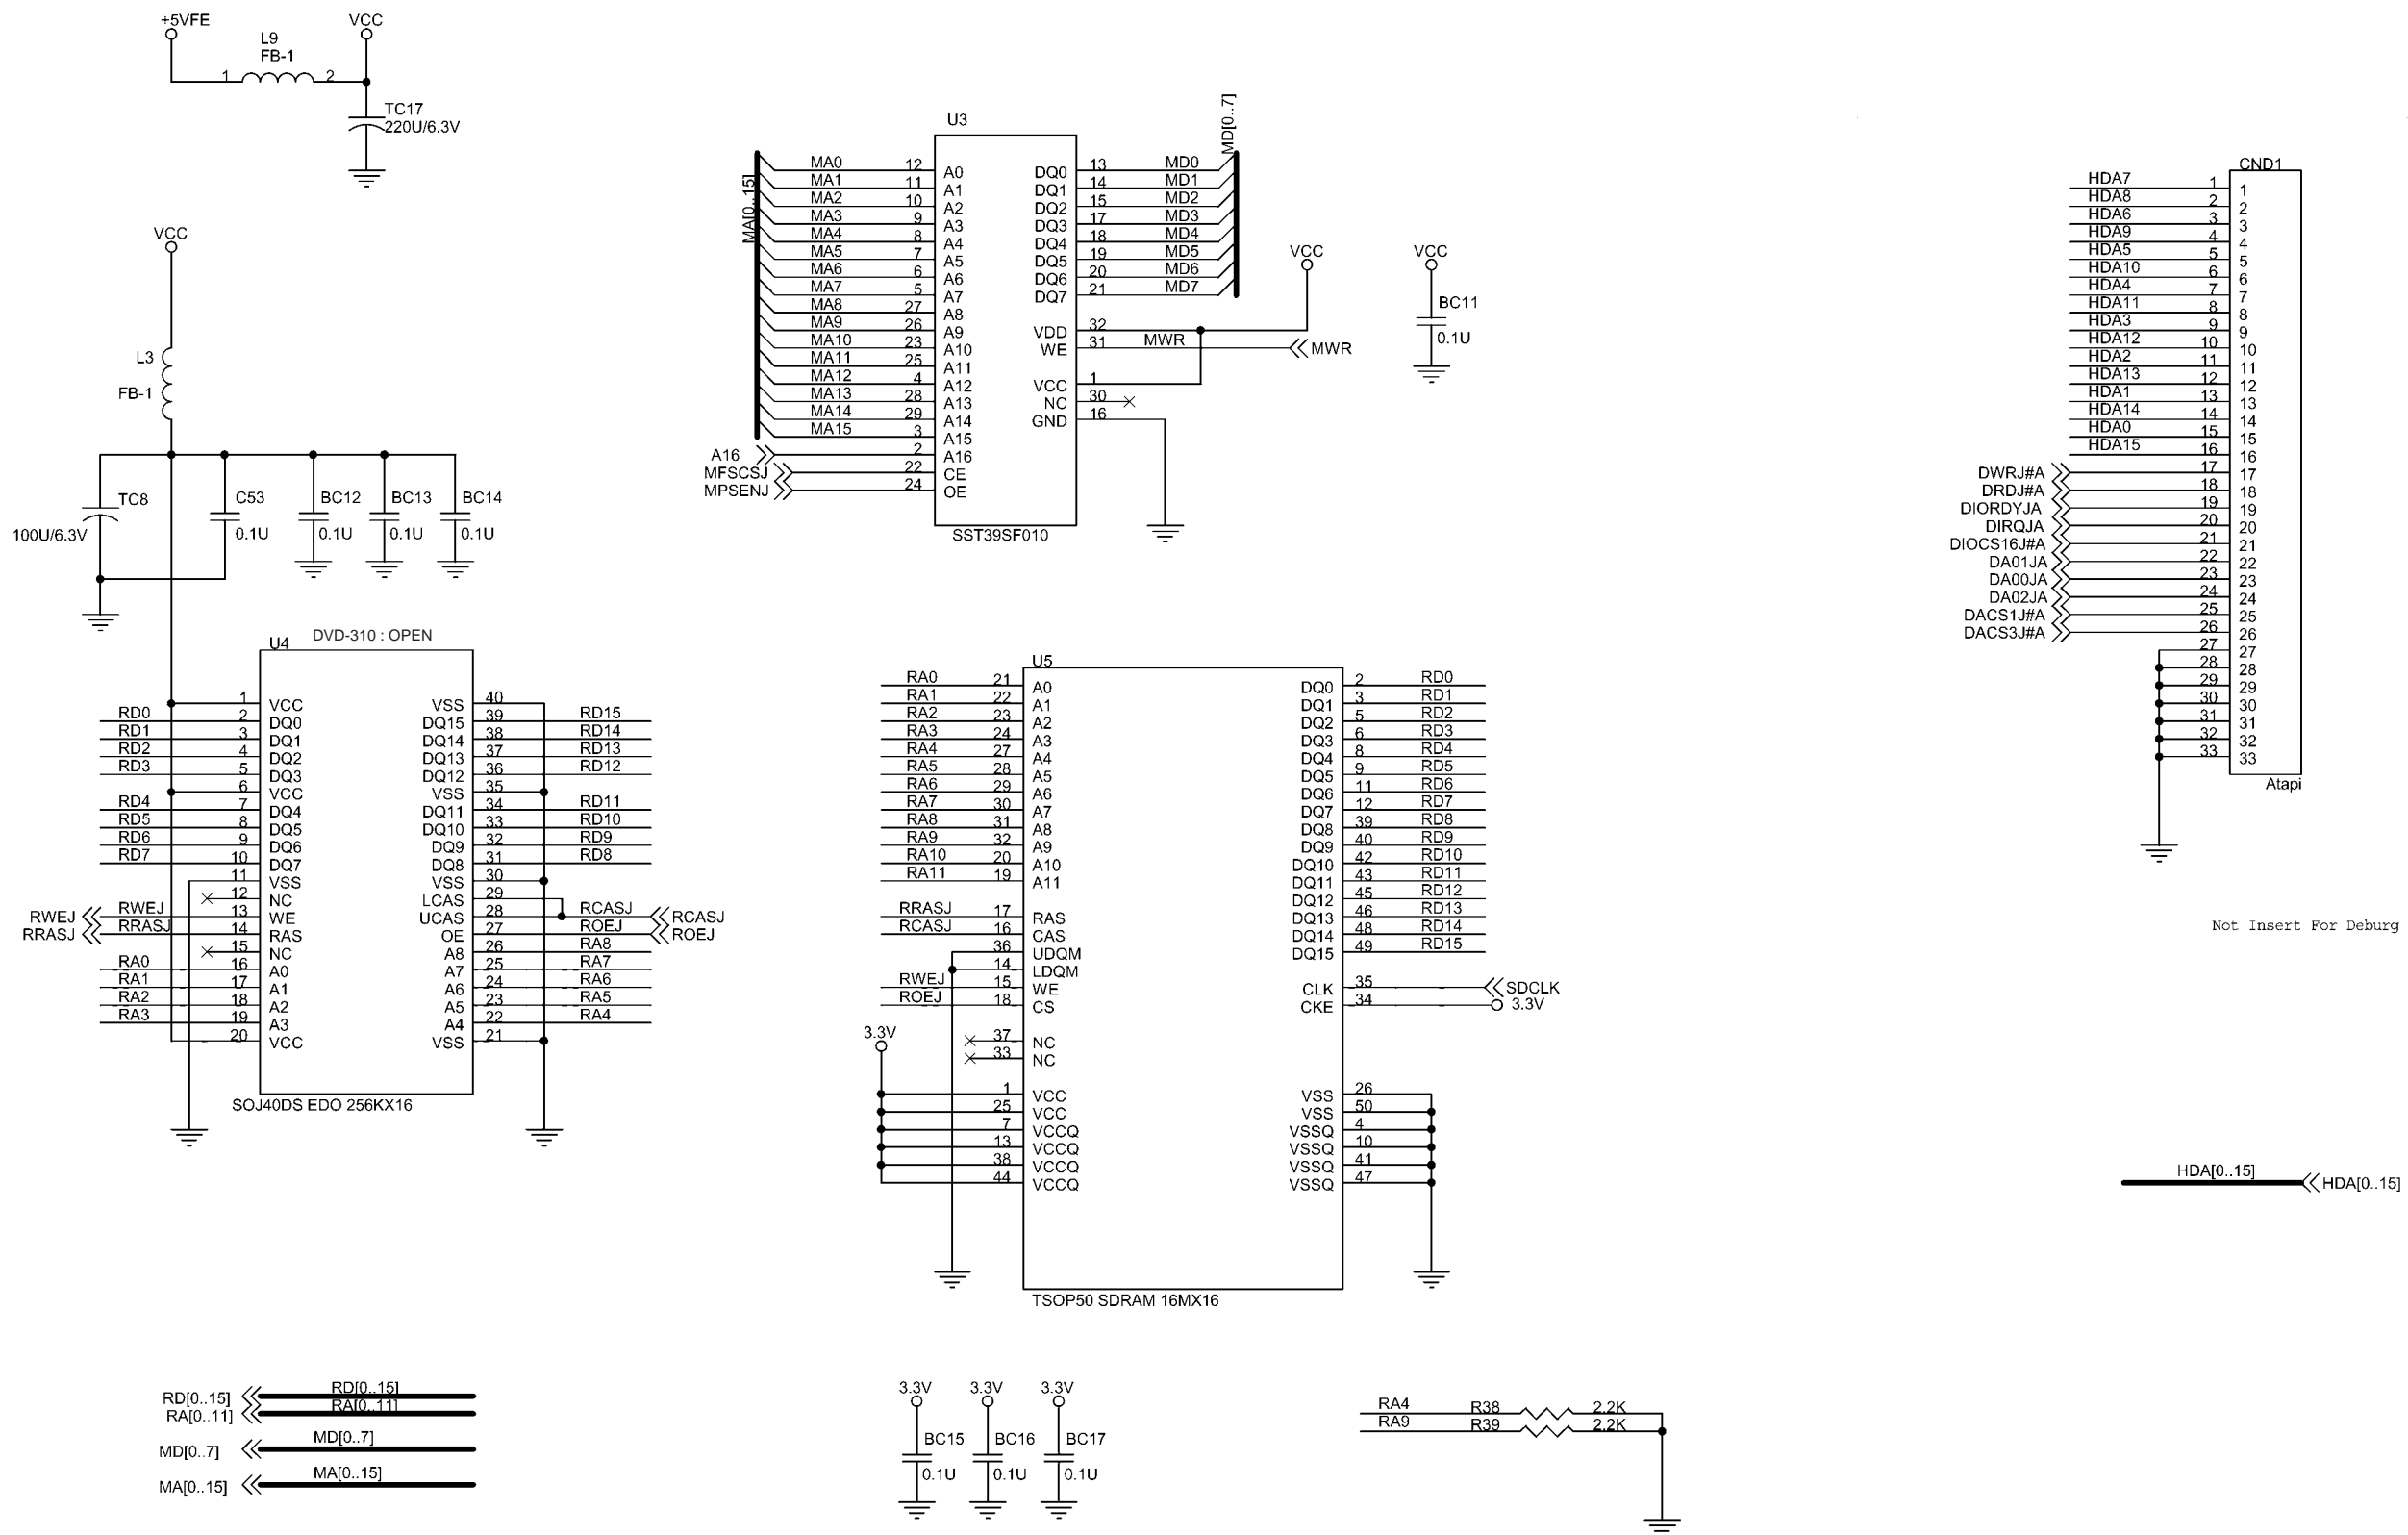 +5VFE
VCC
L9
FB-1
1 2
TC17
220U/6.3V
VCC
L3
FB-1
TC8
100U/6.3V
C53
0.1U
BC12
0.1U
BC13
0.1U
BC14
0.1U
U3
MA[0..15]
MD[0..7]
MA0 12 A0 DQ0 13 MD0
MA1 11 A1 DQ1 14 MD1
MA2 10 A2 DQ2 15 MD2
MA3 9 A3 DQ3 17 MD3
MA4 8 A4 DQ4 18 MD4
MA5 7 A5 DQ5 19 MD5
MA6 6 A6 DQ6 20 MD6
MA7 5 A7 DQ7 21 MD7
MA8 27 A8
MA9 26 A9 VDD 32
MA10 23 A10 WE 31 MWR MWR
MA11 25 A11
MA12 4 A12 VCC 1
MA13 28 A13 NC 30
MA14 29 A14 GND 16
MA15 3 A15
A16 2 A16
MFSCSJ 22 CE
MPSENJ 24 OE
SST39SF010
VCC
VCC
BC11
0.1U
CND1
HDA7 1 1
HDA8 2 2
HDA6 3 3
HDA9 4 4
HDA5 5 5
HDA10 6 6
HDA4 7 7
HDA11 8 8
HDA3 9 9
HDA12 10 10
HDA2 11 11
HDA13 12 12
HDA1 13 13
HDA14 14 14
HDA0 15 15
HDA15 16 16
DWRJ#A 17 17
DRDJ#A 18 18
DIORDYJA 19 19
DIRQJA 20 20
DIOCS16J#A 21 21
DA01JA 22 22
DA00JA 23 23
DA02JA 24 24
DACS1J#A 25 25
DACS3J#A 26 26
27 27
28 28
29 29
30 30
31 31
32 32
33 33
Atapi
U4
DVD-310 : OPEN
1 VCC VSS 40
RD0 2 DQ0 DQ15 39 RD15
RD1 3 DQ1 DQ14 38 RD14
RD2 4 DQ2 DQ13 37 RD13
RD3 5 DQ3 DQ12 36 RD12
6 VCC VSS 35
RD4 7 DQ4 DQ11 34 RD11
RD5 8 DQ5 DQ10 33 RD10
RD6 9 DQ6 DQ9 32 RD9
RD7 10 DQ7 DQ8 31 RD8
11 VSS VSS 30
12 NC LCAS 29
RWEJ RWEJ 13 WE UCAS 28 RCASJ RCASJ
RRASJ RRASJ 14 RAS OE 27 ROEJ ROEJ
15 NC A8 26 RA8
RA0 16 A0 A7 25 RA7
RA1 17 A1 A6 24 RA6
RA2 18 A2 A5 23 RA5
RA3 19 A3 A4 22 RA4
20 VCC VSS 21
SOJ40DS EDO 256KX16
U5
RA0 21 A0 DQ0 2 RD0
RA1 22 A1 DQ1 3 RD1
RA2 23 A2 DQ2 5 RD2
RA3 24 A3 DQ3 6 RD3
RA4 27 A4 DQ4 8 RD4
RA5 28 A5 DQ5 9 RD5
RA6 29 A6 DQ6 11 RD6
RA7 30 A7 DQ7 12 RD7
RA8 31 A8 DQ8 39 RD8
RA9 32 A9 DQ9 40 RD9
RA10 20 A10 DQ10 42 RD10
RA11 19 A11 DQ11 43 RD11
DQ12 45 RD12
RRASJ 17 RAS DQ13 46 RD13
RCASJ 16 CAS DQ14 48 RD14
36 UDQM DQ15 49 RD15
14 LDQM
RWEJ 15 WE CLK 35 SDCLK
ROEJ 18 CS CKE 34 3.3V
3.3V
37 NC
33 NC
1 VCC VSS 26
25 VCC VSS 50
7 VCCQ VSSQ 4
13 VCCQ VSSQ 10
38 VCCQ VSSQ 41
44 VCCQ VSSQ 47
TSOP50 SDRAM 16MX16
Not Insert For Deburg
HDA[0..15] HDA[0..15]
RD[0..15] RD[0..15]
RA[0..11] RA[0..11]
MD[0..7] MD[0..7]
MA[0..15] MA[0..15]
3.3V 3.3V 3.3V
BC15 BC16 BC17
0.1U 0.1U 0.1U
RA4 R38 2.2K
RA9 R39 2.2K